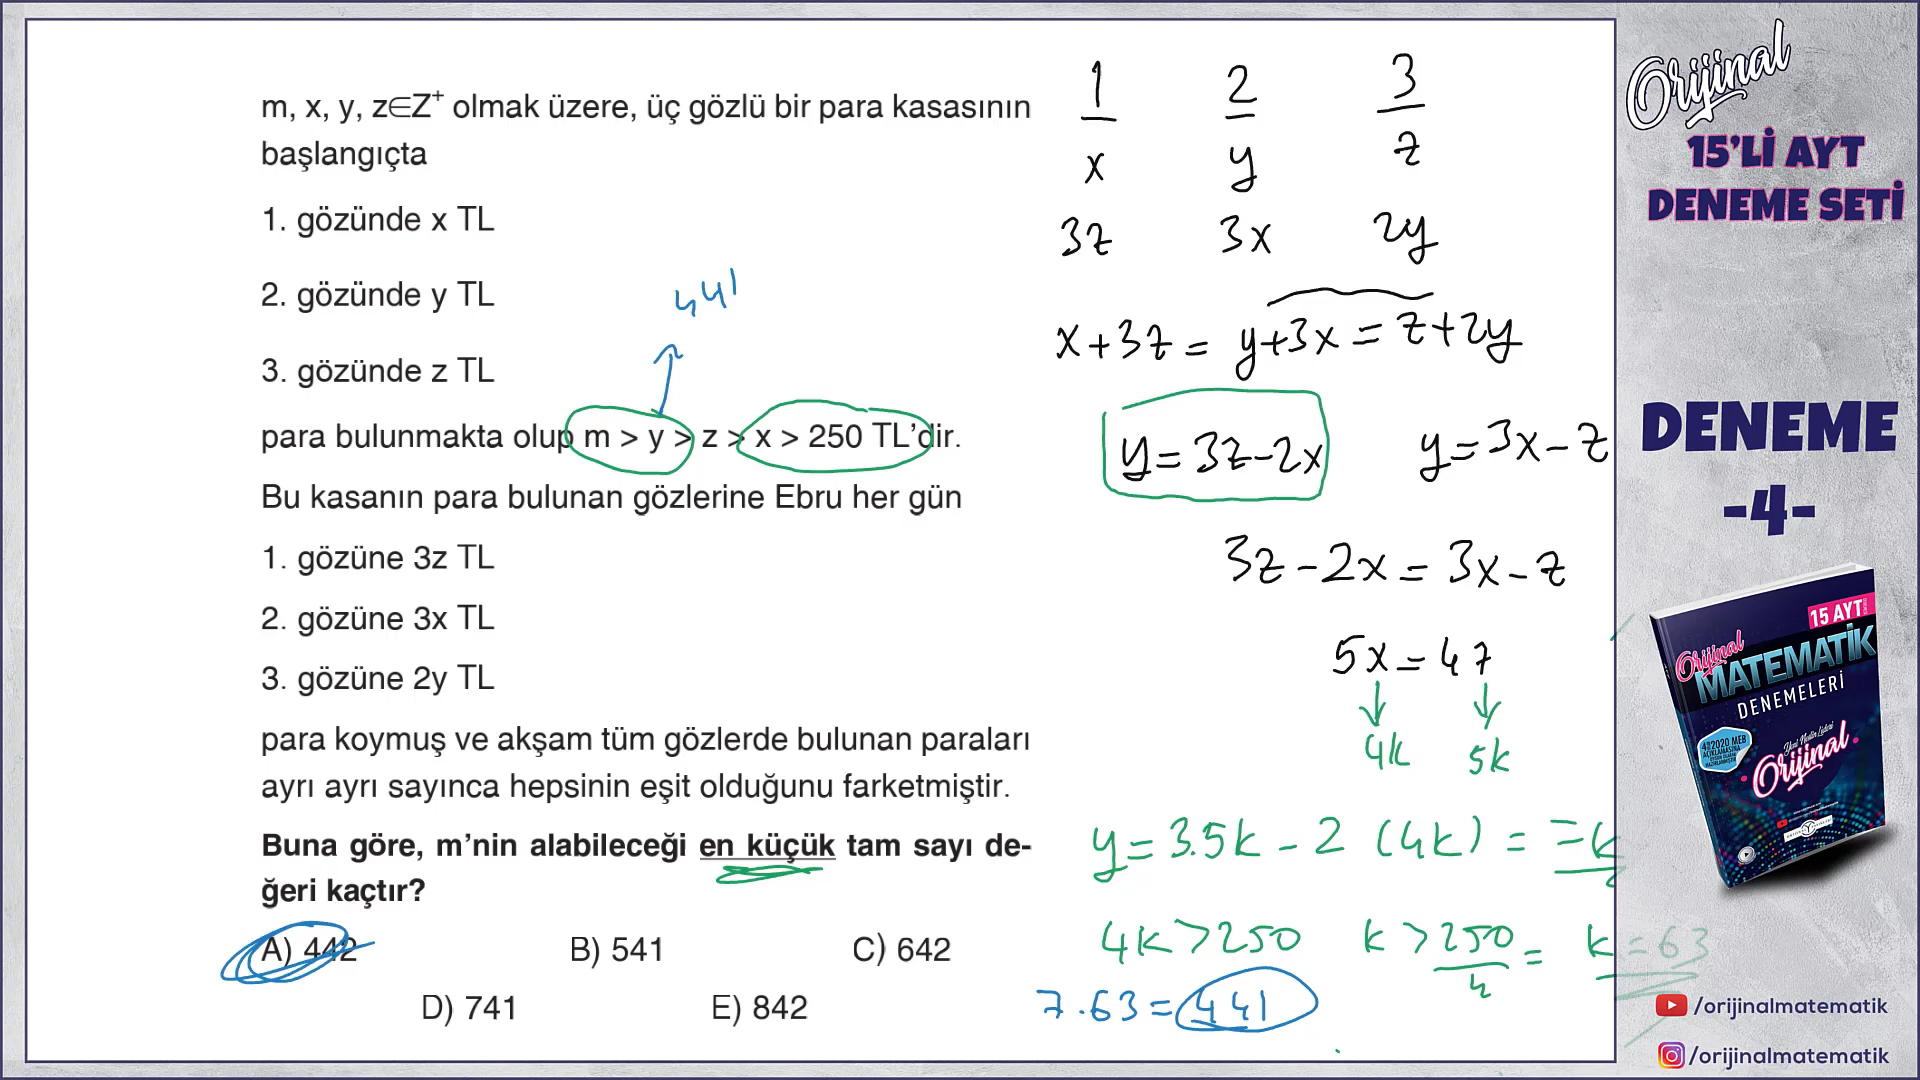 m, x, y, z∈Z⁺ olmak üzere, üç gözlü bir para kasasının
başlangıçta
1. gözünde x TL
2. gözünde y TL
3. gözünde z TL
441
para bulunmakta olup m > y > z > x > 250 TL’dir.
Bu kasanın para bulunan gözlerine Ebru her gün
1. gözüne 3z TL
2. gözüne 3x TL
3. gözüne 2y TL
para koymuş ve akşam tüm gözlerde bulunan paraları
ayrı ayrı sayınca hepsinin eşit olduğunu farketmiştir.
Buna göre, m’nin alabileceği en küçük tam sayı de-
ğeri kaçtır?
A) 442 B) 541 C) 642
D) 741 E) 842
1 2 3
x y z
3z 3x 2y
x+3z = y+3x = z+2y
y=3z-2x y=3x-z
3z-2x=3x-z
5x=4z
4k 5k
y=3.5k-2(4k)=7k
4k>250 k>250/4 = k=63
7.63=441
Orijinal
15’Lİ AYT
DENEME SETİ
DENEME
-4-
15 AYT
Orijinal
MATEMATİK
DENEMELERİ
Orijinal
/orijinalmatematik
/orijinalmatematik